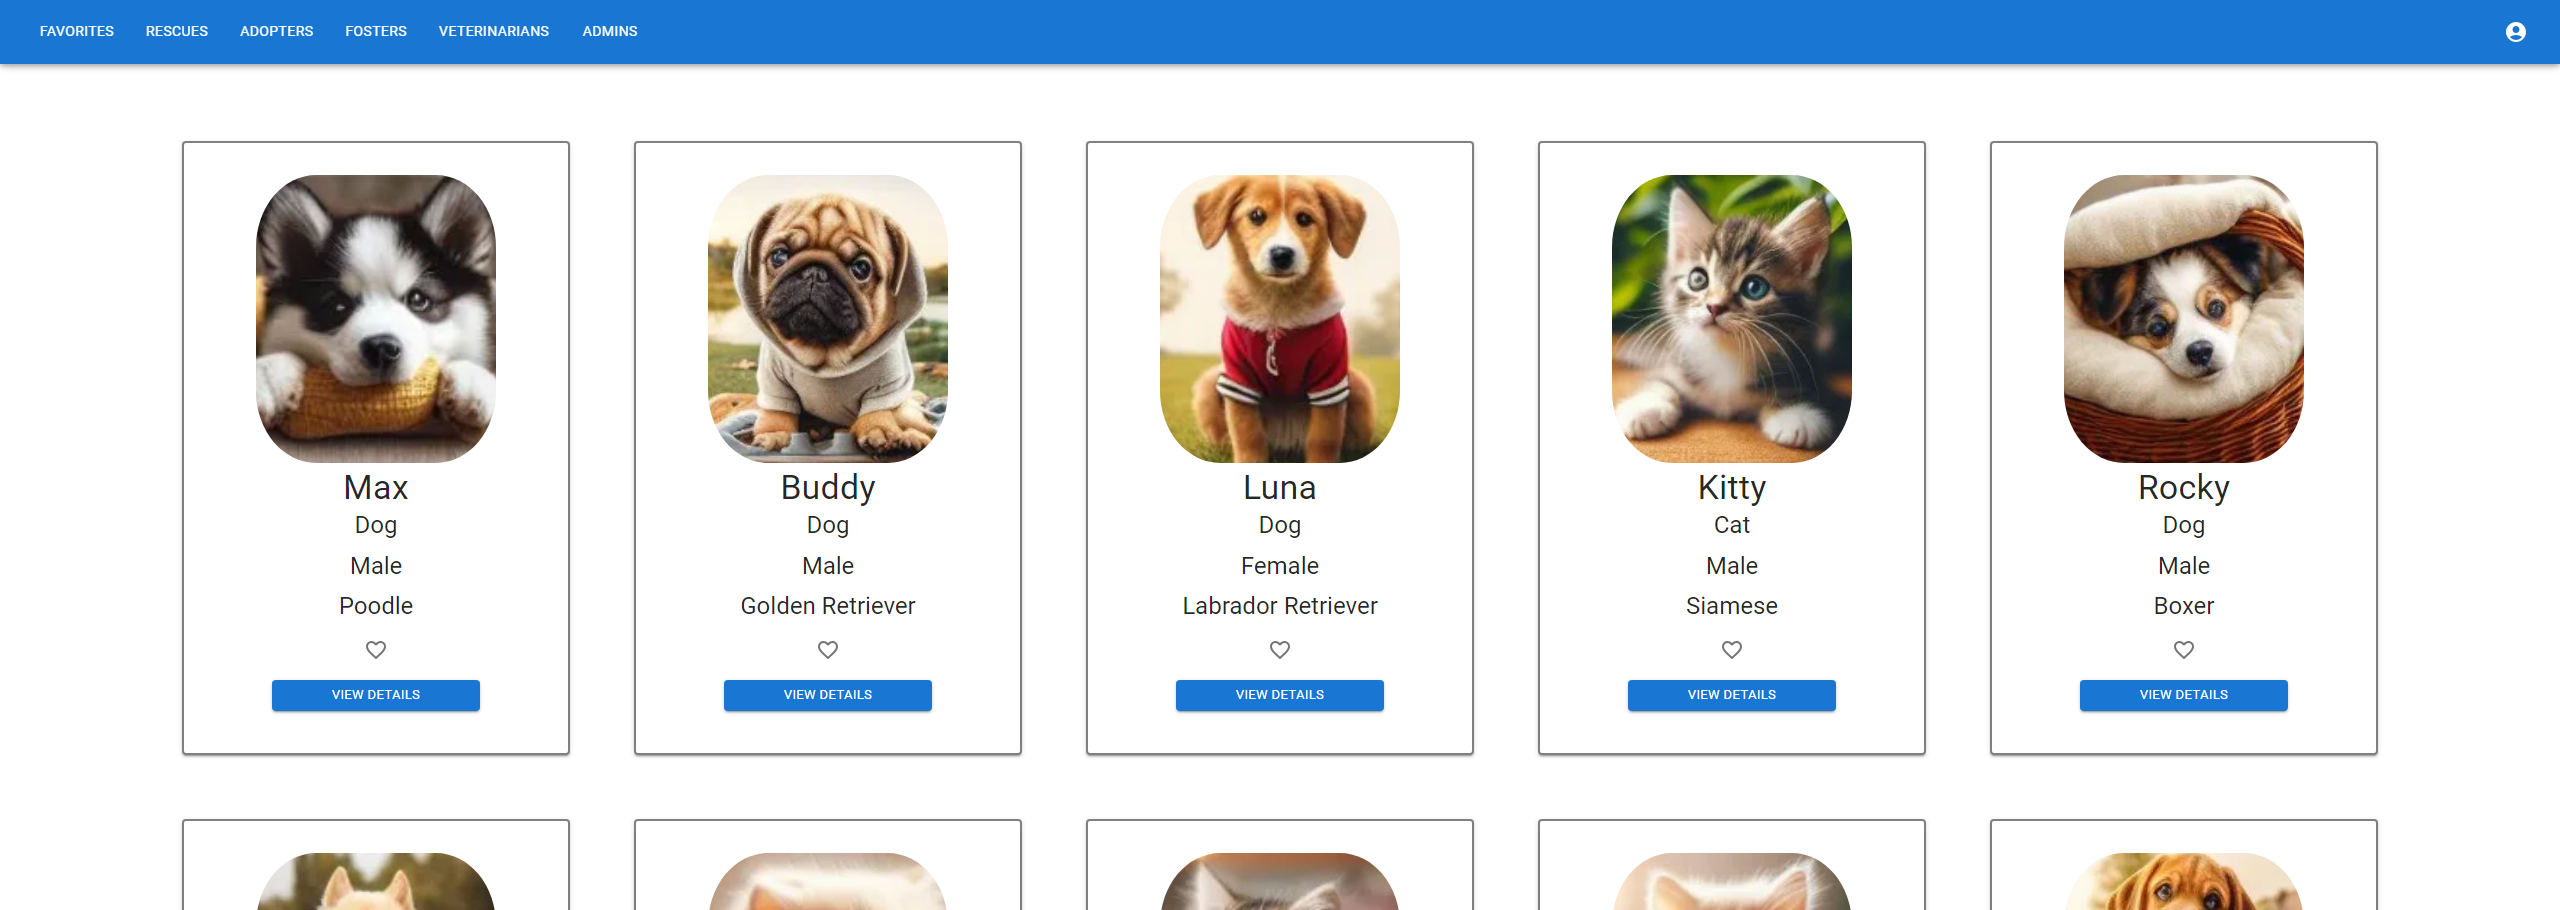 FAVORITES RESCUES ADOPTERS FOSTERS VETERINARIANS ADMINS
Max
Dog
Male
Poodle
VIEW DETAILS
Buddy
Dog
Male
Golden Retriever
VIEW DETAILS
Luna
Dog
Female
Labrador Retriever
VIEW DETAILS
Kitty
Cat
Male
Siamese
VIEW DETAILS
Rocky
Dog
Male
Boxer
VIEW DETAILS